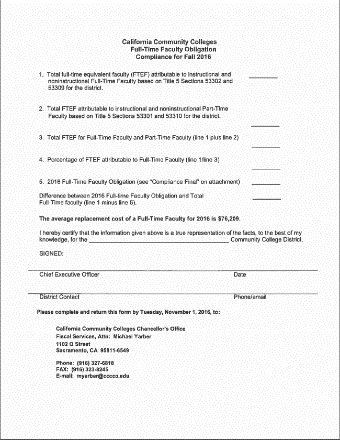 California Community Colleges
Full-Time Faculty Obligation
Compliance for Fall 2016
1. Total full-time equivalent faculty (FTEF) attributable to instructional and
noninstructional Full-Time Faculty based on Title 5 Sections 53302 and
53309 for the district.
2. Total FTEF attributable to instructional and noninstructional Part-Time
Faculty based on Title 5 Sections 53301 and 53310 for the district.
3. Total FTEF for Full-Time Faculty and Part-Time Faculty (line 1 plus line 2)
4. Percentage of FTEF attributable to Full-Time Faculty (line 1/line 3)
5. 2016 Full-Time Faculty Obligation (see "Compliance Final" on attachment)
Difference between 2016 Full-time Faculty Obligation and Total
Full-Time faculty (line 1 minus line 5).
The average replacement cost of a Full-Time Faculty for 2016 is $76,209.
I hereby certify that the information given above is a true representation of the facts, to the best of my
knowledge, for the Community College District.
SIGNED:
Chief Executive Officer Date
District Contact Phone/email
Please complete and return this form by Tuesday, November 1, 2016, to:
California Community Colleges Chancellor's Office
Fiscal Services, Attn: Michael Yarber
1102 Q Street
Sacramento, CA 95811-6549
Phone: (916) 327-6818
FAX: (916) 323-8245
E-mail: myarber@cccco.edu